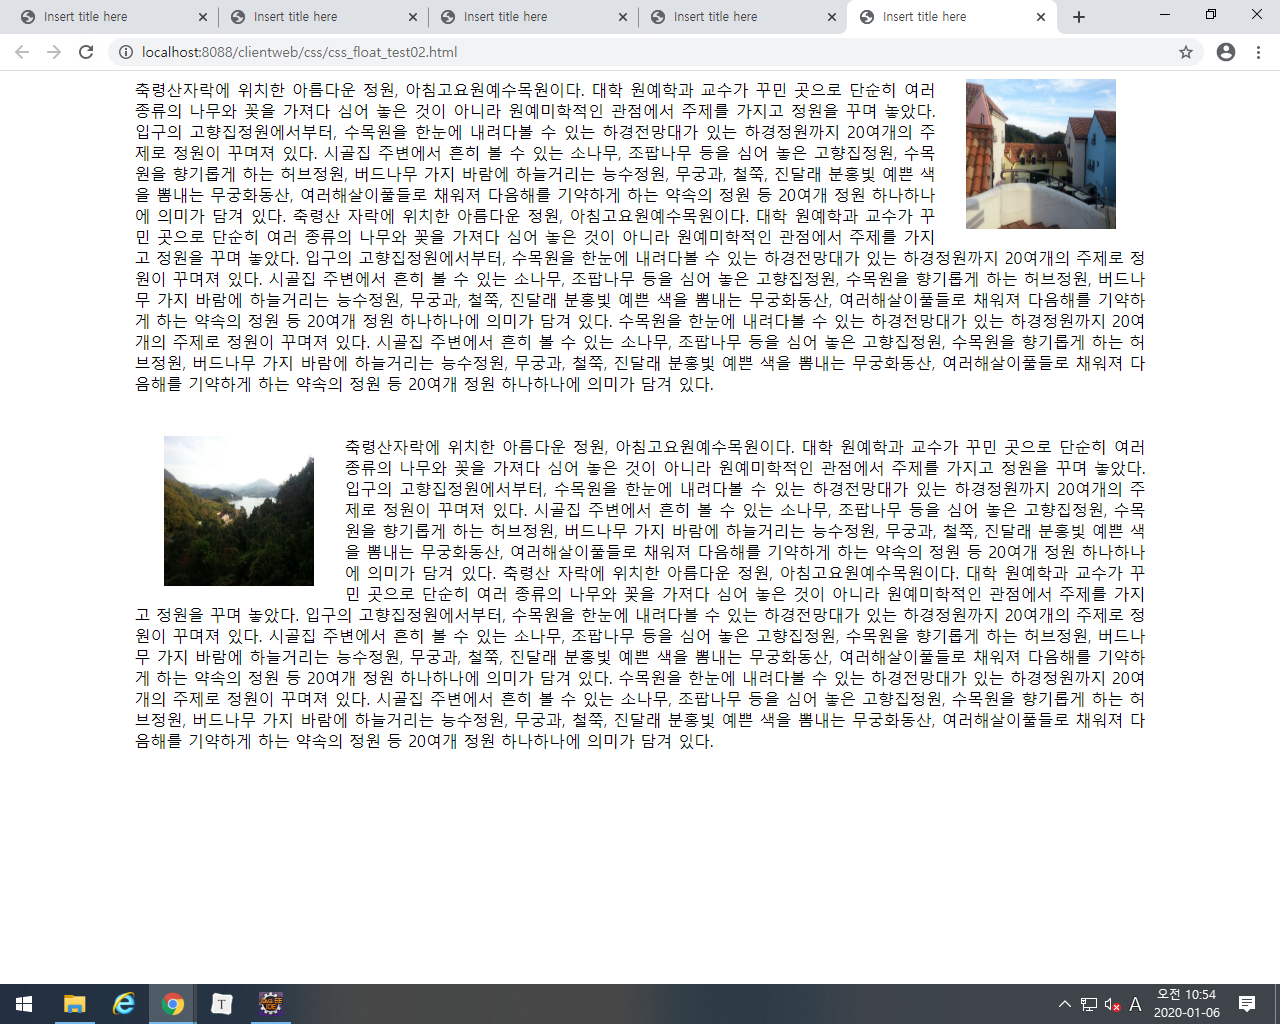 Insert title here
Insert title here
Insert title here
Insert title here
Insert title here
localhost:8088/clientweb/css/css_float_test02.html
축령산자락에 위치한 아름다운 정원, 아침고요원예수목원이다. 대학 원예학과 교수가 꾸민 곳으로 단순히 여러
종류의 나무와 꽃을 가져다 심어 놓은 것이 아니라 원예미학적인 관점에서 주제를 가지고 정원을 꾸며 놓았다.
입구의 고향집정원에서부터, 수목원을 한눈에 내려다볼 수 있는 하경전망대가 있는 하경정원까지 20여개의 주
제로 정원이 꾸며져 있다. 시골집 주변에서 흔히 볼 수 있는 소나무, 조팝나무 등을 심어 놓은 고향집정원, 수목
원을 향기롭게 하는 허브정원, 버드나무 가지 바람에 하늘거리는 능수정원, 무궁과, 철쭉, 진달래 분홍빛 예쁜 색
을 뽐내는 무궁화동산, 여러해살이풀들로 채워져 다음해를 기약하게 하는 약속의 정원 등 20여개 정원 하나하나
에 의미가 담겨 있다. 축령산 자락에 위치한 아름다운 정원, 아침고요원예수목원이다. 대학 원예학과 교수가 꾸
민 곳으로 단순히 여러 종류의 나무와 꽃을 가져다 심어 놓은 것이 아니라 원예미학적인 관점에서 주제를 가지
고 정원을 꾸며 놓았다. 입구의 고향집정원에서부터, 수목원을 한눈에 내려다볼 수 있는 하경전망대가 있는 하경정원까지 20여개의 주제로 정
원이 꾸며져 있다. 시골집 주변에서 흔히 볼 수 있는 소나무, 조팝나무 등을 심어 놓은 고향집정원, 수목원을 향기롭게 하는 허브정원, 버드나
무 가지 바람에 하늘거리는 능수정원, 무궁과, 철쭉, 진달래 분홍빛 예쁜 색을 뽐내는 무궁화동산, 여러해살이풀들로 채워져 다음해를 기약하
게 하는 약속의 정원 등 20여개 정원 하나하나에 의미가 담겨 있다. 수목원을 한눈에 내려다볼 수 있는 하경전망대가 있는 하경정원까지 20여
개의 주제로 정원이 꾸며져 있다. 시골집 주변에서 흔히 볼 수 있는 소나무, 조팝나무 등을 심어 놓은 고향집정원, 수목원을 향기롭게 하는 허
브정원, 버드나무 가지 바람에 하늘거리는 능수정원, 무궁과, 철쭉, 진달래 분홍빛 예쁜 색을 뽐내는 무궁화동산, 여러해살이풀들로 채워져 다
음해를 기약하게 하는 약속의 정원 등 20여개 정원 하나하나에 의미가 담겨 있다.
축령산자락에 위치한 아름다운 정원, 아침고요원예수목원이다. 대학 원예학과 교수가 꾸민 곳으로 단순히 여러
종류의 나무와 꽃을 가져다 심어 놓은 것이 아니라 원예미학적인 관점에서 주제를 가지고 정원을 꾸며 놓았다.
입구의 고향집정원에서부터, 수목원을 한눈에 내려다볼 수 있는 하경전망대가 있는 하경정원까지 20여개의 주
제로 정원이 꾸며져 있다. 시골집 주변에서 흔히 볼 수 있는 소나무, 조팝나무 등을 심어 놓은 고향집정원, 수목
원을 향기롭게 하는 허브정원, 버드나무 가지 바람에 하늘거리는 능수정원, 무궁과, 철쭉, 진달래 분홍빛 예쁜 색
을 뽐내는 무궁화동산, 여러해살이풀들로 채워져 다음해를 기약하게 하는 약속의 정원 등 20여개 정원 하나하나
에 의미가 담겨 있다. 축령산 자락에 위치한 아름다운 정원, 아침고요원예수목원이다. 대학 원예학과 교수가 꾸
민 곳으로 단순히 여러 종류의 나무와 꽃을 가져다 심어 놓은 것이 아니라 원예미학적인 관점에서 주제를 가지
고 정원을 꾸며 놓았다. 입구의 고향집정원에서부터, 수목원을 한눈에 내려다볼 수 있는 하경전망대가 있는 하경정원까지 20여개의 주제로 정
원이 꾸며져 있다. 시골집 주변에서 흔히 볼 수 있는 소나무, 조팝나무 등을 심어 놓은 고향집정원, 수목원을 향기롭게 하는 허브정원, 버드나
무 가지 바람에 하늘거리는 능수정원, 무궁과, 철쭉, 진달래 분홍빛 예쁜 색을 뽐내는 무궁화동산, 여러해살이풀들로 채워져 다음해를 기약하
게 하는 약속의 정원 등 20여개 정원 하나하나에 의미가 담겨 있다. 수목원을 한눈에 내려다볼 수 있는 하경전망대가 있는 하경정원까지 20여
개의 주제로 정원이 꾸며져 있다. 시골집 주변에서 흔히 볼 수 있는 소나무, 조팝나무 등을 심어 놓은 고향집정원, 수목원을 향기롭게 하는 허
브정원, 버드나무 가지 바람에 하늘거리는 능수정원, 무궁과, 철쭉, 진달래 분홍빛 예쁜 색을 뽐내는 무궁화동산, 여러해살이풀들로 채워져 다
음해를 기약하게 하는 약속의 정원 등 20여개 정원 하나하나에 의미가 담겨 있다.
T
A
오전 10:54
2020-01-06